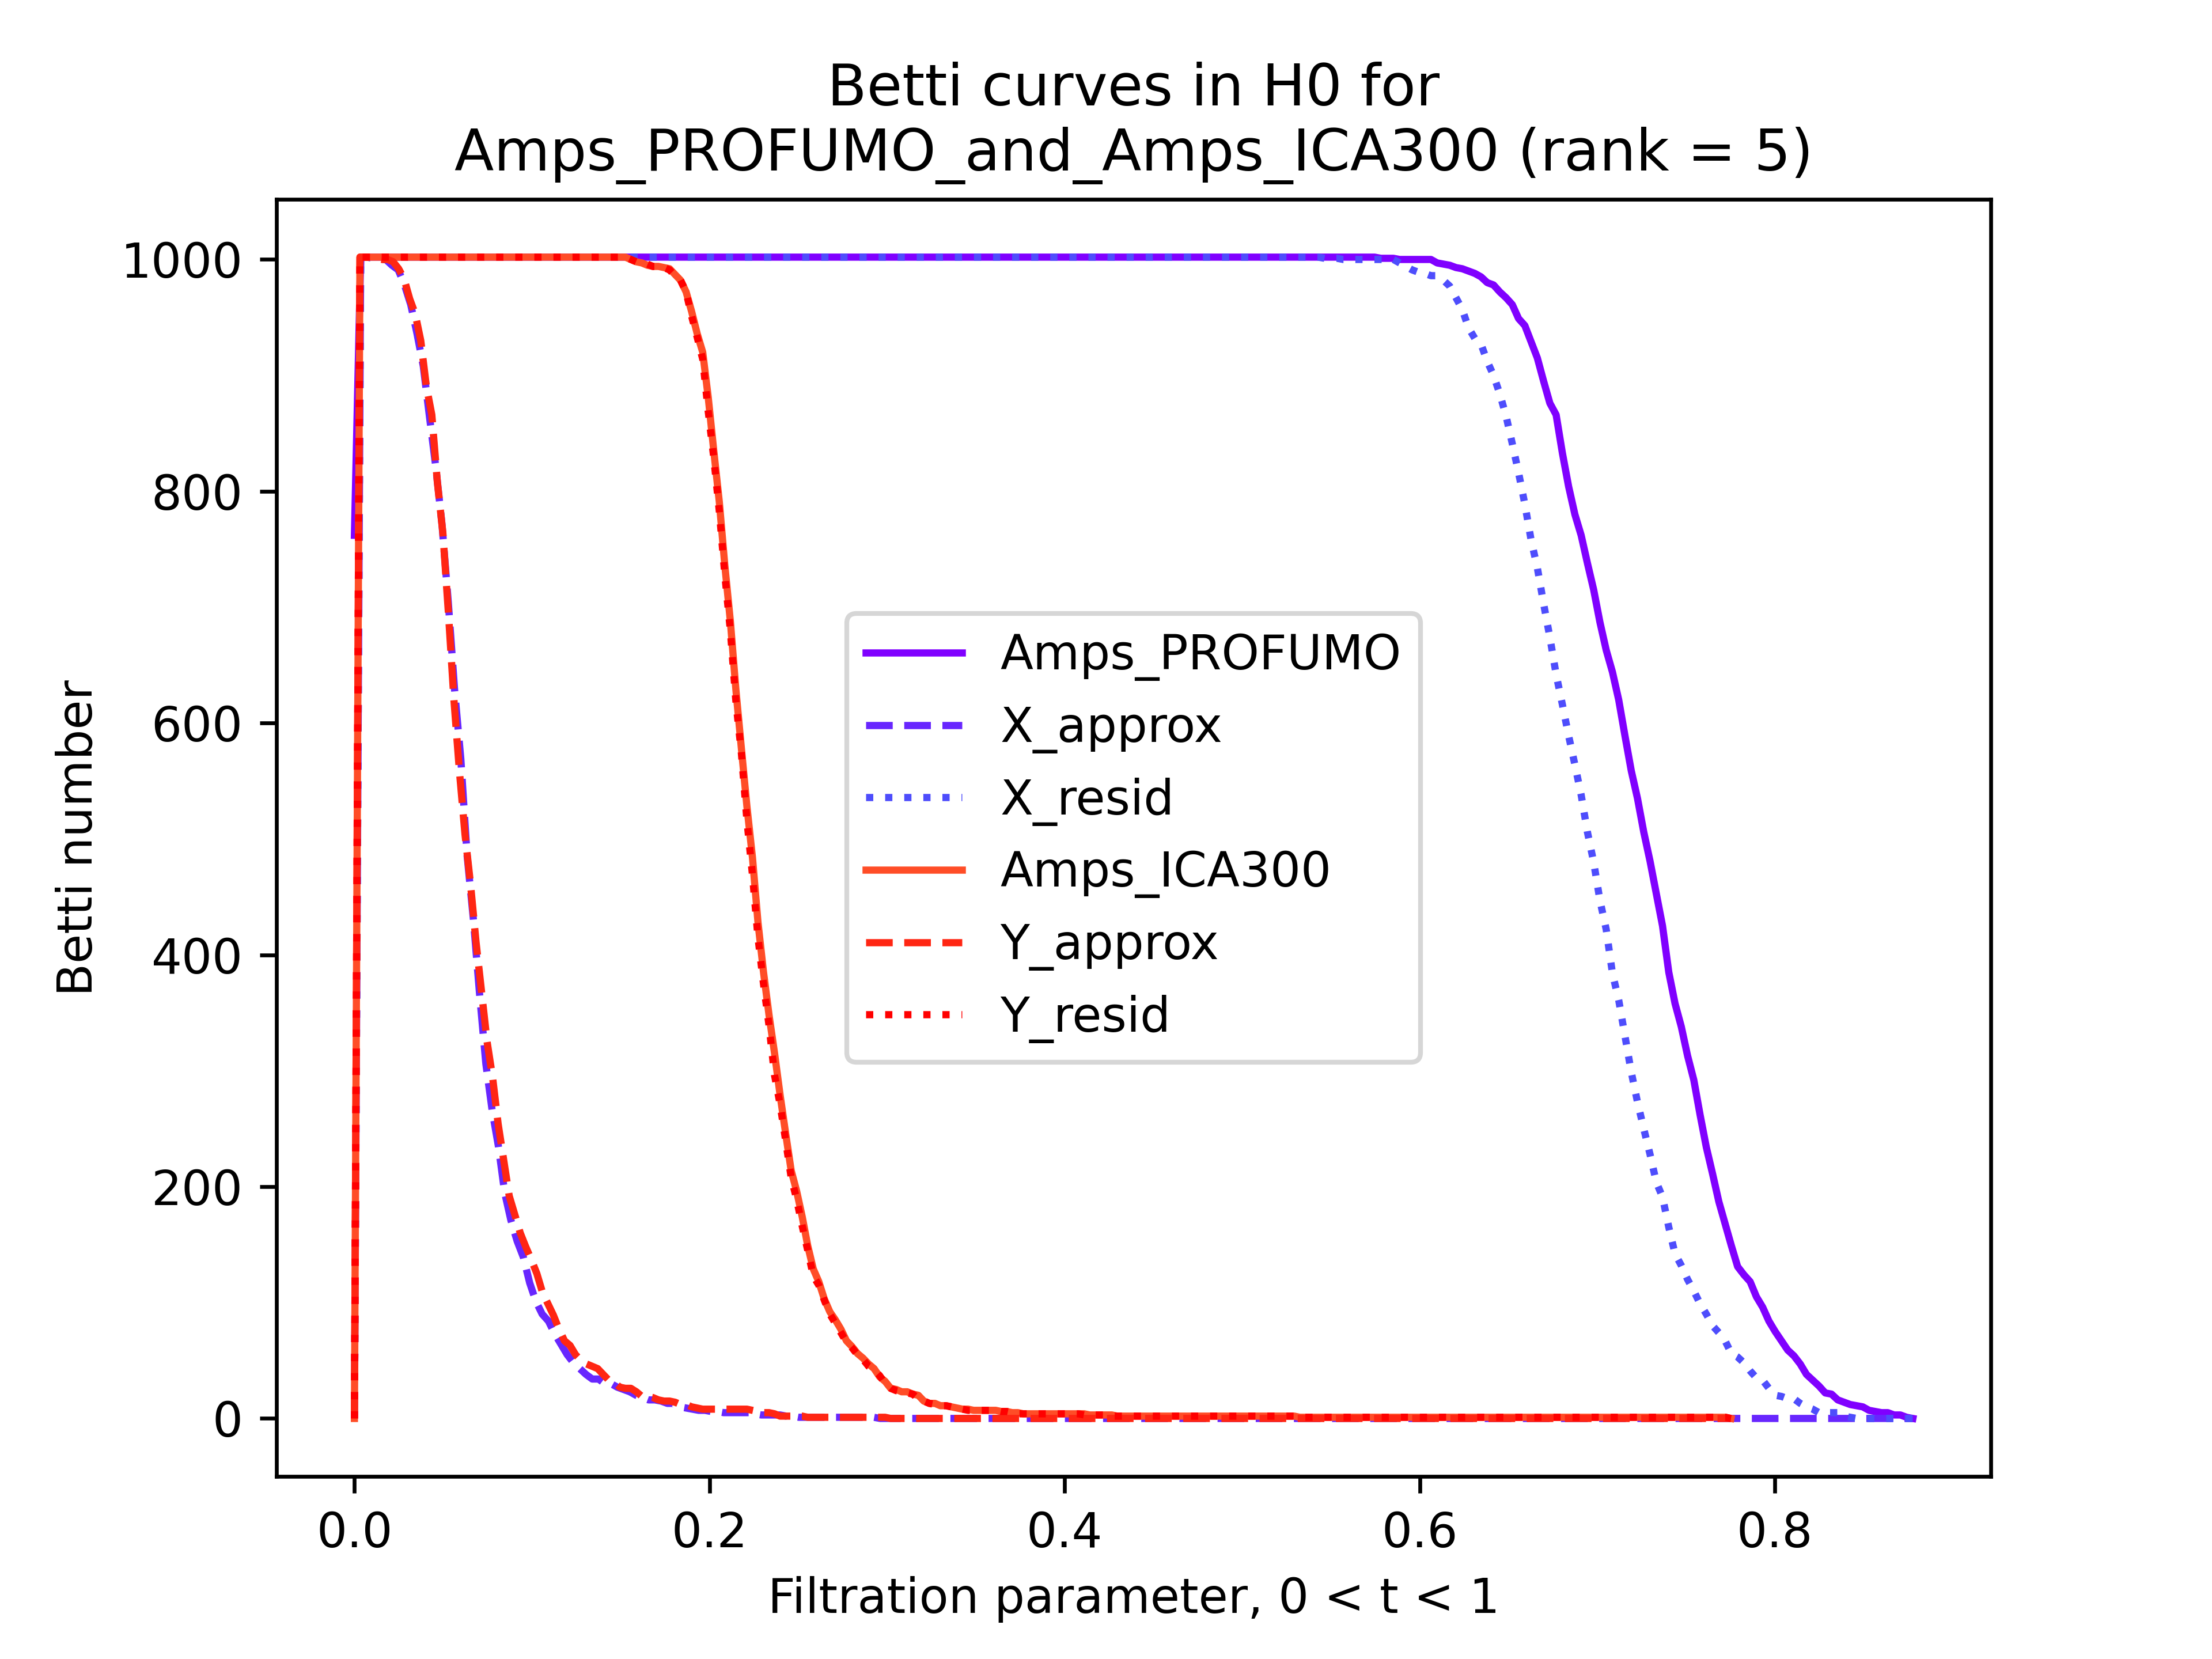 Betti curves in H0 for
Amps_PROFUMO_and_Amps_ICA300 (rank = 5)
Betti number
1000
800
600
400
200
0
Amps_PROFUMO
X_approx
X_resid
Amps_ICA300
Y_approx
Y_resid
0.0 0.2 0.4 0.6 0.8
Filtration parameter, 0 < t < 1